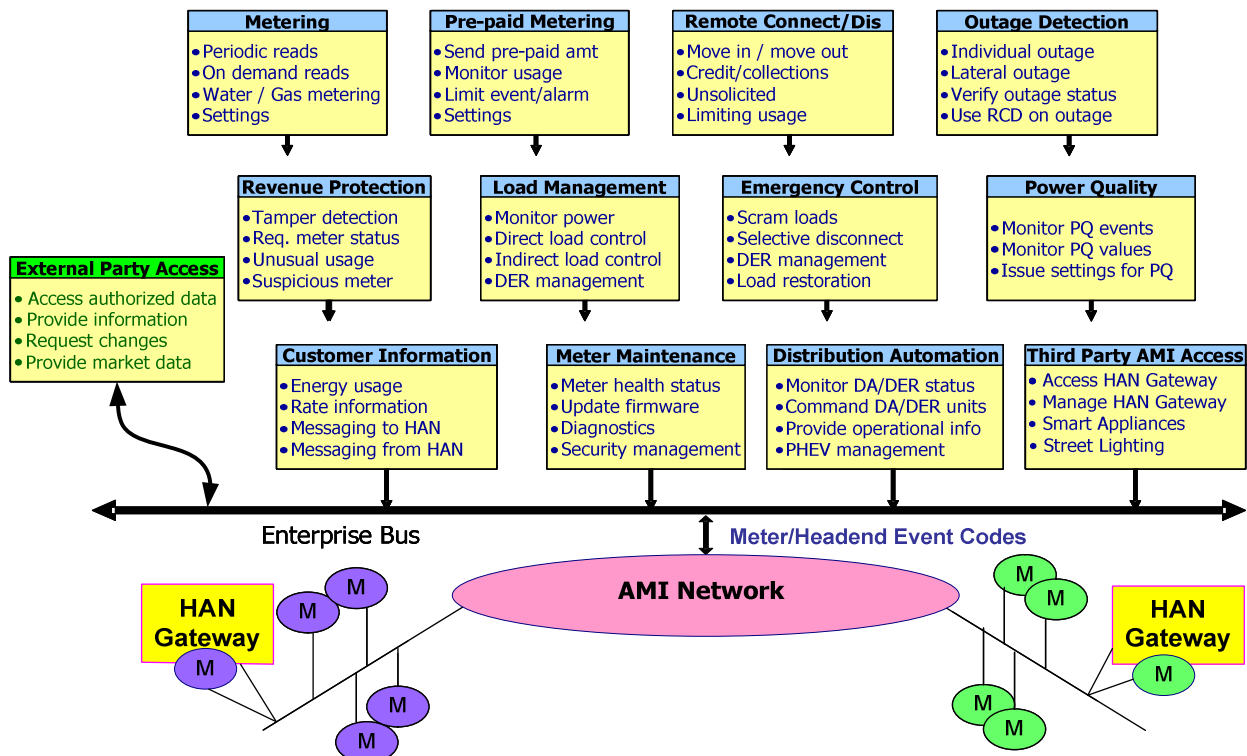 Metering
• Periodic reads
• On demand reads
• Water / Gas metering
• Settings
Pre-paid Metering
• Send pre-paid amt
• Monitor usage
• Limit event/alarm
• Settings
Remote Connect/Dis
• Move in / move out
• Credit/collections
• Unsolicited
• Limiting usage
Outage Detection
• Individual outage
• Lateral outage
• Verify outage status
• Use RCD on outage
Revenue Protection
• Tamper detection
• Req. meter status
• Unusual usage
• Suspicious meter
Load Management
• Monitor power
• Direct load control
• Indirect load control
• DER management
Emergency Control
• Scram loads
• Selective disconnect
• DER management
• Load restoration
Power Quality
• Monitor PQ events
• Monitor PQ values
• Issue settings for PQ
External Party Access
• Access authorized data
• Provide information
• Request changes
• Provide market data
Customer Information
• Energy usage
• Rate information
• Messaging to HAN
• Messaging from HAN
Meter Maintenance
• Meter health status
• Update firmware
• Diagnostics
• Security management
Distribution Automation
• Monitor DA/DER status
• Command DA/DER units
• Provide operational info
• PHEV management
Third Party AMI Access
• Access HAN Gateway
• Manage HAN Gateway
• Smart Appliances
• Street Lighting
Enterprise Bus
Meter/Headend Event Codes
AMI Network
HAN
Gateway
M
M
M
M
M
M
M
M
M
HAN
Gateway
M